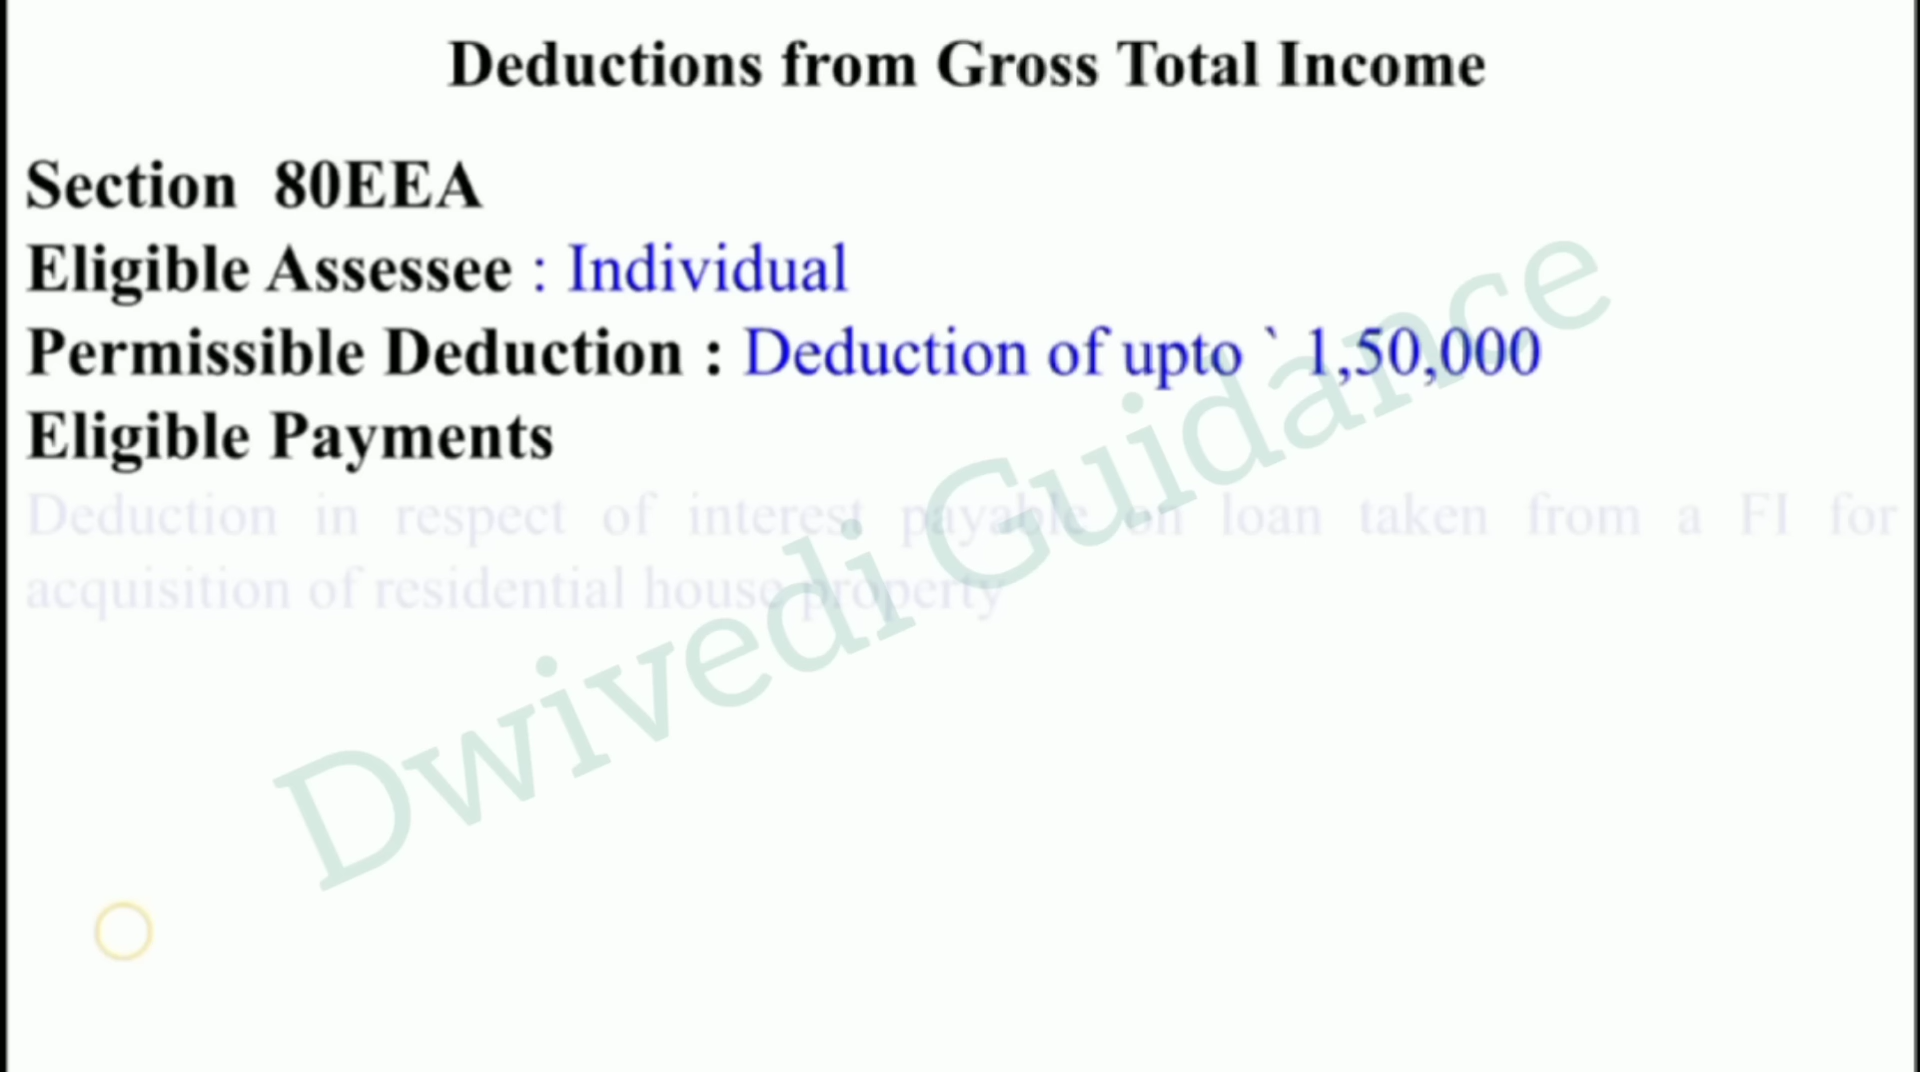 Deductions from Gross Total Income
Section 80EEA
Eligible Assessee : Individual
Permissible Deduction : Deduction of upto ` 1,50,000
Eligible Payments
Deduction in respect of interest payable on loan taken from a FI for
acquisition of residential house property
Dwivedi Guidance